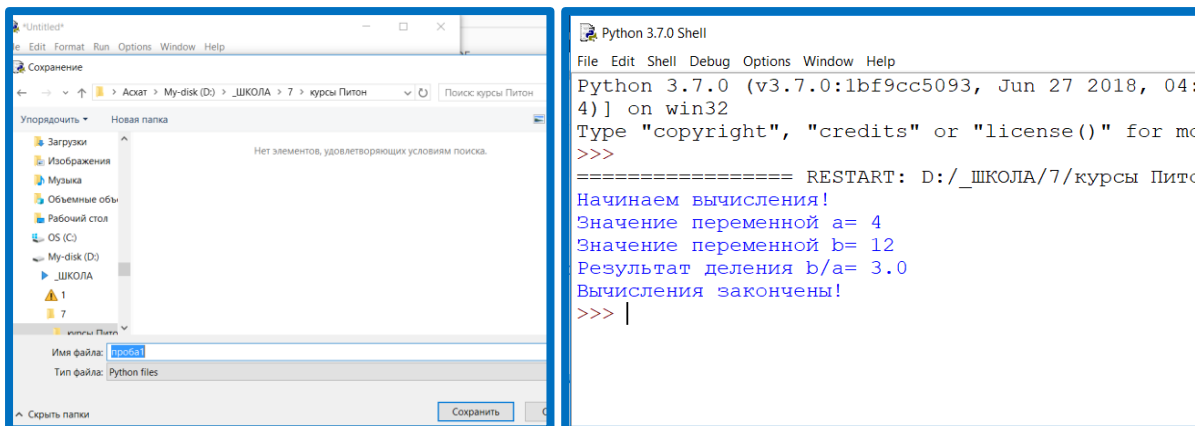 *Untitled*
Edit Format Run Options Window Help
Сохранение
> Асхат > My-disk (D:) > _ШКОЛА > 7 > курсы Питон
Поиск: курсы Питон
Упорядочить
Новая папка
Загрузки
Изображения
Музыка
Объемные объ
Рабочий стол
OS (C:)
My-disk (D:)
_ШКОЛА
1
7
курсы Пито
Нет элементов, удовлетворяющих условиям поиска.
Имя файла: проба1
Тип файла: Python files
Скрыть папки
Сохранить
Python 3.7.0 Shell
File Edit Shell Debug Options Window Help
Python 3.7.0 (v3.7.0:1bf9cc5093, Jun 27 2018, 04:
4)] on win32
Type "copyright", "credits" or "license()" for mo
>>>
================= RESTART: D:/_ШКОЛА/7/курсы Пито
Начинаем вычисления!
Значение переменной a= 4
Значение переменной b= 12
Результат деления b/a= 3.0
Вычисления закончены!
>>>